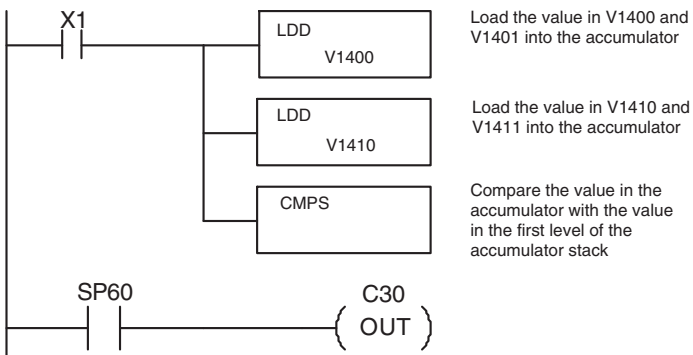 X1
LDD
V1400
Load the value in V1400 and
V1401 into the accumulator
LDD
V1410
Load the value in V1410 and
V1411 into the accumulator
CMPS
Compare the value in the
accumulator with the value
in the first level of the
accumulator stack
SP60
C30
OUT